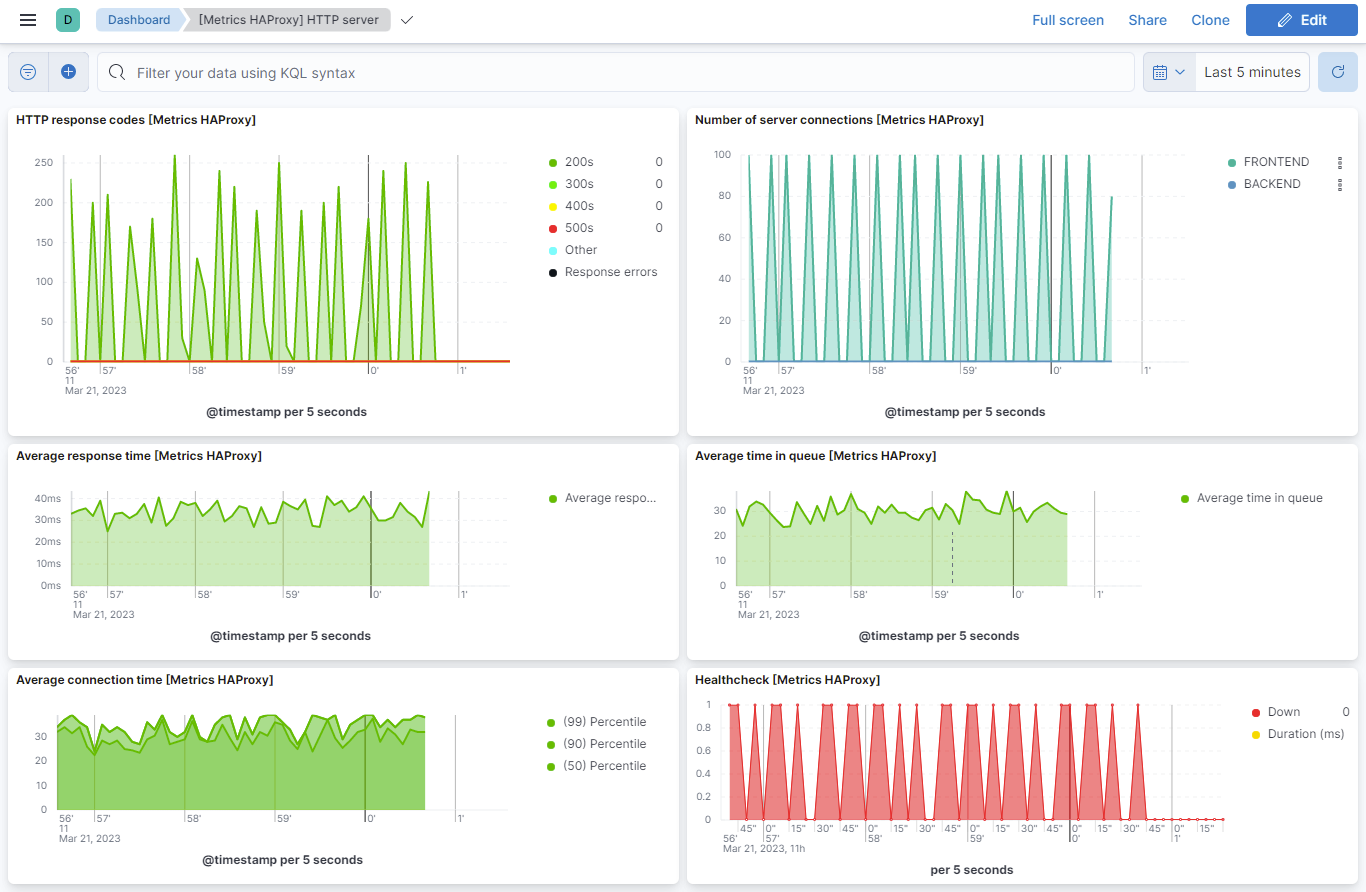 D Dashboard [Metrics HAProxy] HTTP server Full screen Share Clone Edit
Filter your data using KQL syntax Last 5 minutes
HTTP response codes [Metrics HAProxy]
250
200
150
100
50
0
56' 57' 58' 59' 0' 1'
11
Mar 21, 2023
@timestamp per 5 seconds
200s 0
300s 0
400s 0
500s 0
Other
Response errors
Number of server connections [Metrics HAProxy]
100
80
60
40
20
0
56' 57' 58' 59' 0' 1'
11
Mar 21, 2023
@timestamp per 5 seconds
FRONTEND
BACKEND
Average response time [Metrics HAProxy]
40ms
30ms
20ms
10ms
0ms
56' 57' 58' 59' 0' 1'
11
Mar 21, 2023
@timestamp per 5 seconds
Average respo...
Average time in queue [Metrics HAProxy]
30
20
10
0
56' 57' 58' 59' 0' 1'
11
Mar 21, 2023
@timestamp per 5 seconds
Average time in queue
Average connection time [Metrics HAProxy]
30
20
10
0
56' 57' 58' 59' 0' 1'
11
Mar 21, 2023
@timestamp per 5 seconds
(99) Percentile
(90) Percentile
(50) Percentile
Healthcheck [Metrics HAProxy]
1
0.8
0.6
0.4
0.2
0
45" 0" 15" 30" 45" 0" 15" 30" 45" 0" 15" 30" 45" 0" 15" 30" 45" 0" 15"
56' 57' 58' 59' 0' 1'
Mar 21, 2023, 11h
per 5 seconds
Down 0
Duration (ms)